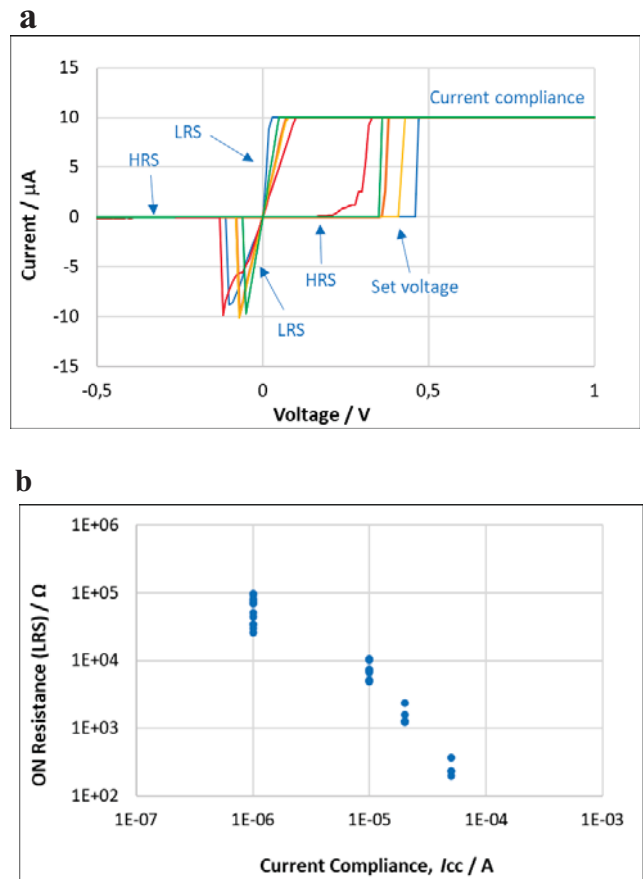 a
15
10
5
0
-5
-10
-15
Current / µA
-0,5
0
0,5
1
Voltage / V
Current compliance
LRS
HRS
HRS
Set voltage
LRS
b
1E+06
1E+05
1E+04
1E+03
1E+02
ON Resistance (LRS) / Ω
1E-07
1E-06
1E-05
1E-04
1E-03
Current Compliance, Icc / A